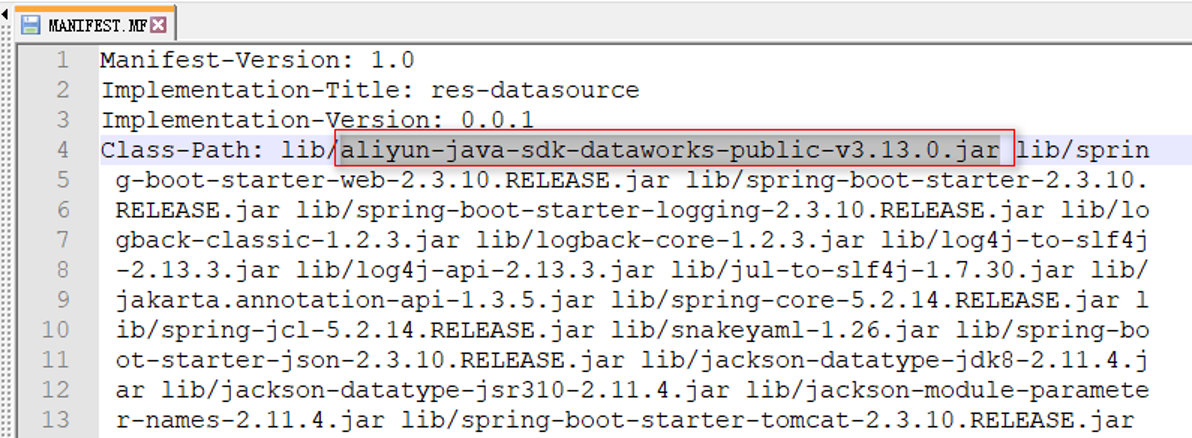 MANIFEST.MF
1 Manifest-Version: 1.0
2 Implementation-Title: res-datasource
3 Implementation-Version: 0.0.1
4 Class-Path: lib/aliyun-java-sdk-dataworks-public-v3.13.0.jar lib/sprin
5 g-boot-starter-web-2.3.10.RELEASE.jar lib/spring-boot-starter-2.3.10.
6 RELEASE.jar lib/spring-boot-starter-logging-2.3.10.RELEASE.jar lib/lo
7 gback-classic-1.2.3.jar lib/logback-core-1.2.3.jar lib/log4j-to-slf4j
8 -2.13.3.jar lib/log4j-api-2.13.3.jar lib/jul-to-slf4j-1.7.30.jar lib/
9 jakarta.annotation-api-1.3.5.jar lib/spring-core-5.2.14.RELEASE.jar l
10 ib/spring-jcl-5.2.14.RELEASE.jar lib/snakeyaml-1.26.jar lib/spring-bo
11 ot-starter-json-2.3.10.RELEASE.jar lib/jackson-datatype-jdk8-2.11.4.j
12 ar lib/jackson-datatype-jsr310-2.11.4.jar lib/jackson-module-paramete
13 r-names-2.11.4.jar lib/spring-boot-starter-tomcat-2.3.10.RELEASE.jar